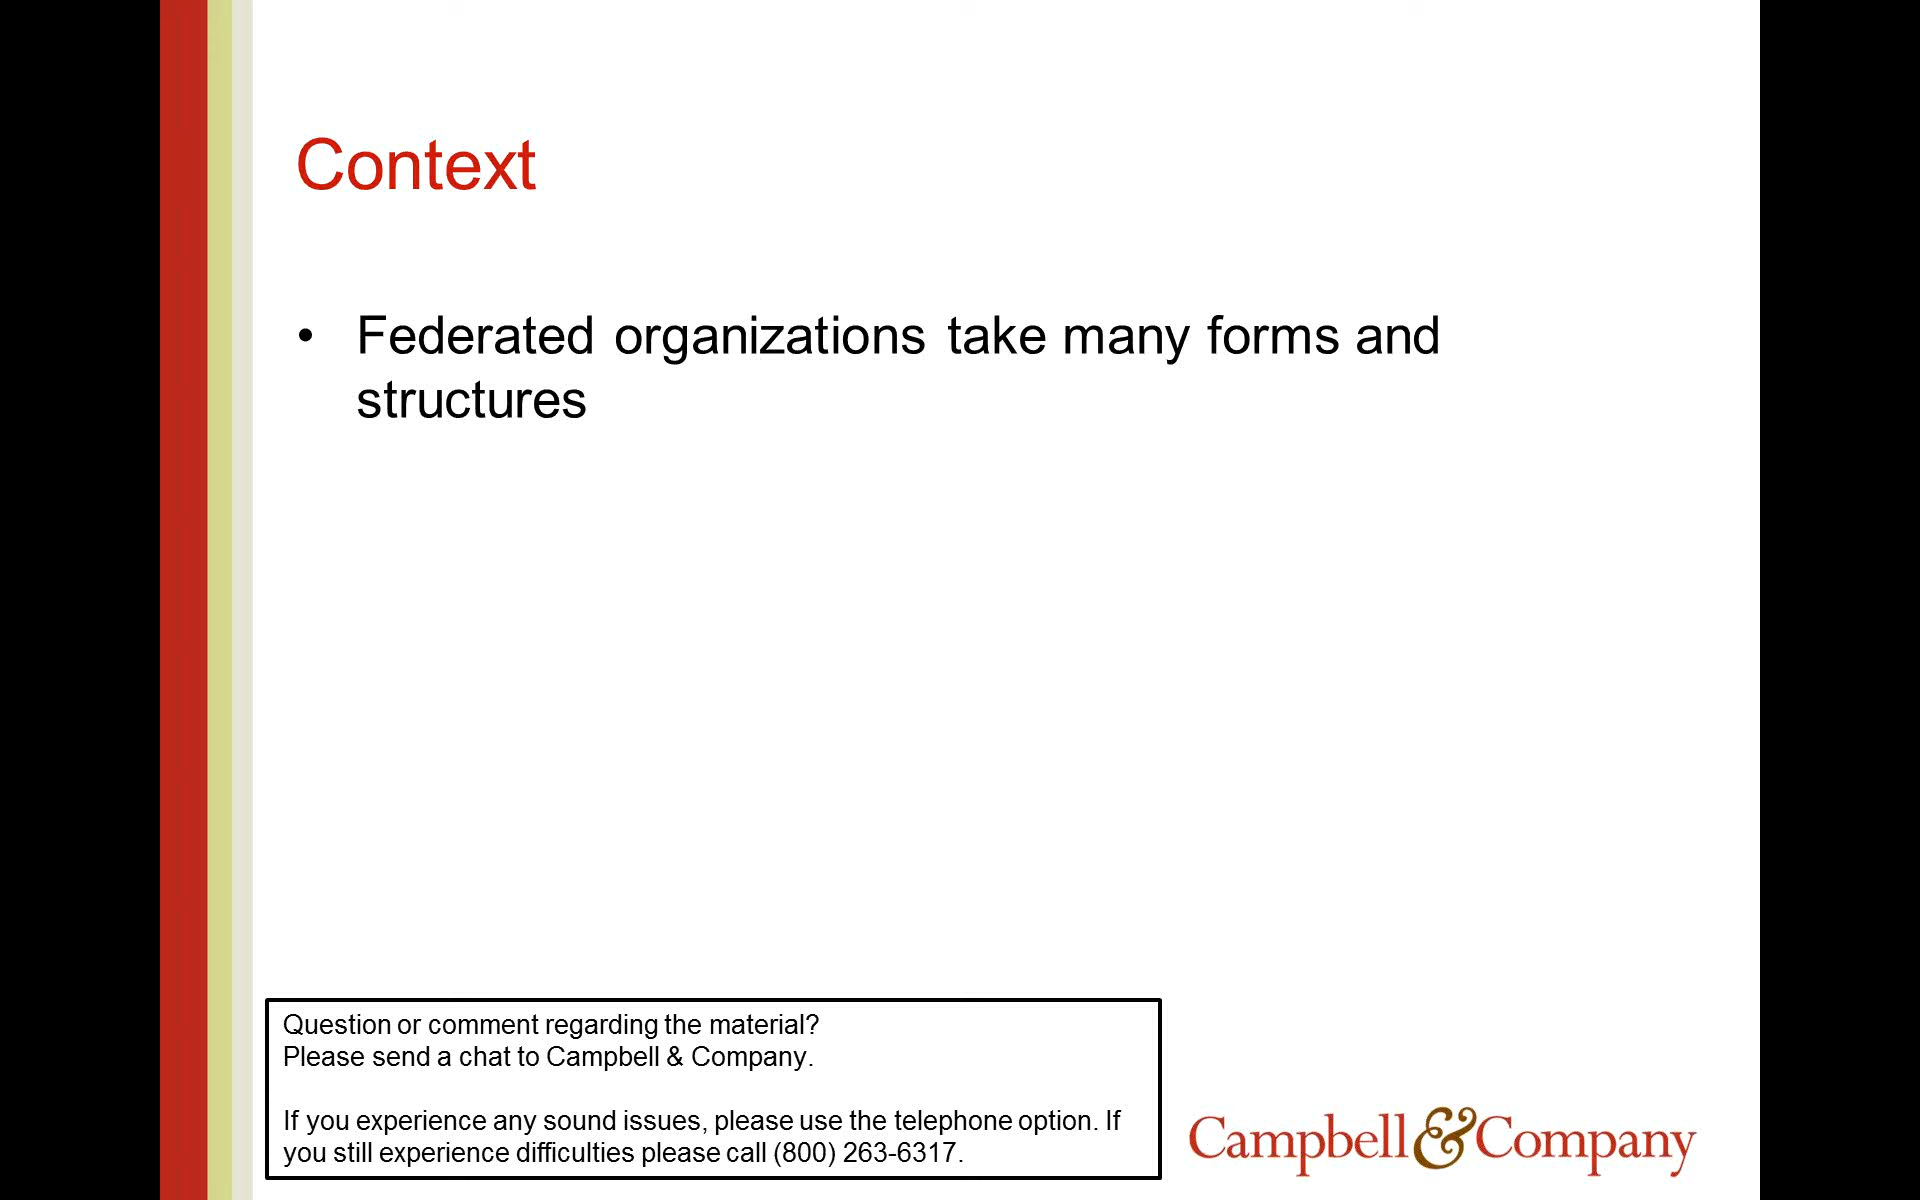 Context
• Federated organizations take many forms and
structures
Question or comment regarding the material?
Please send a chat to Campbell & Company.
If you experience any sound issues, please use the telephone option. If
you still experience difficulties please call (800) 263-6317.
Campbell & Company